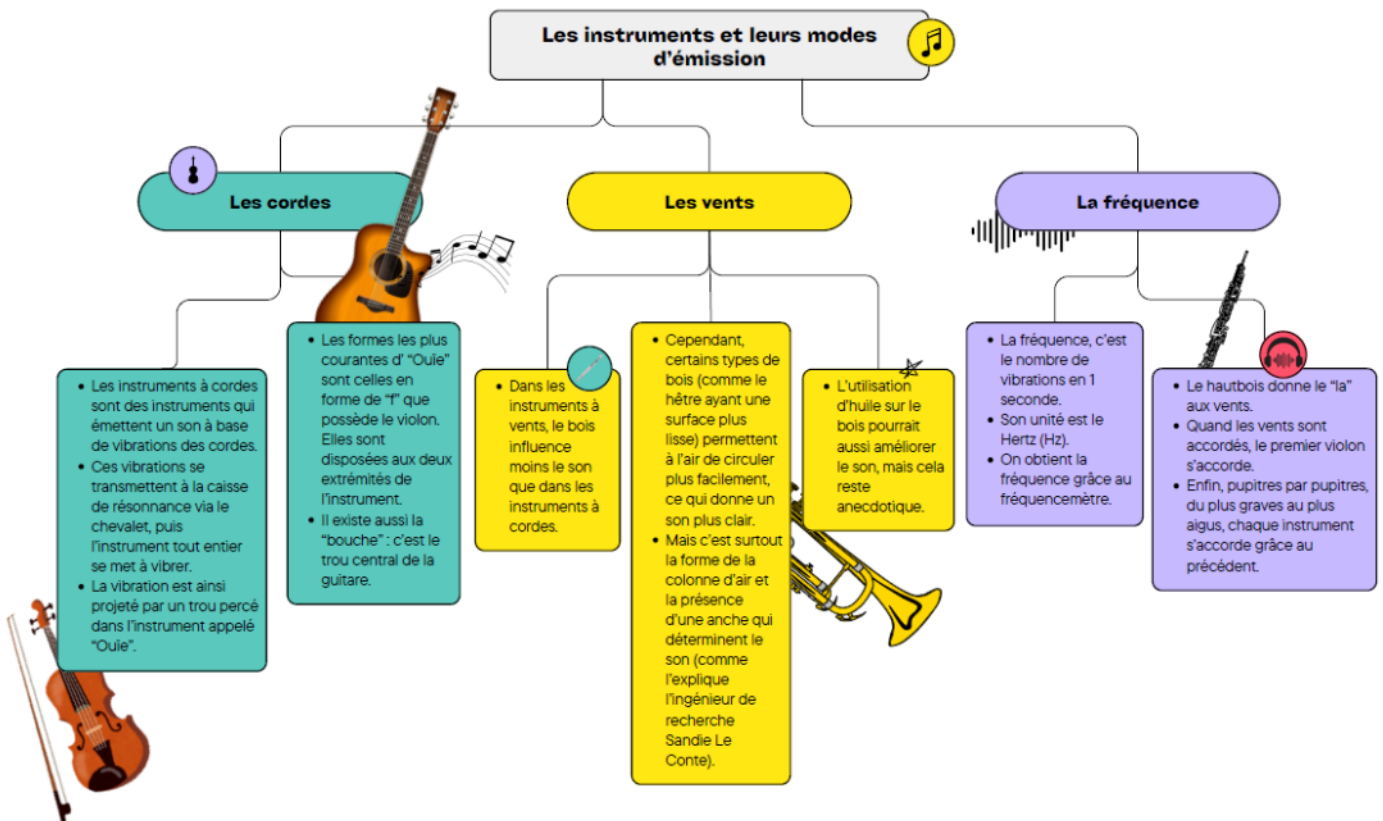 Les instruments et leurs modes
d'émission
Les cordes
Les vents
La fréquence
• Les instruments à cordes
sont des instruments qui
émettent un son à base
de vibrations des cordes.
• Ces vibrations se
transmettent à la caisse
de résonnance via le
chevalet, puis
l'instrument tout entier
se met à vibrer.
• La vibration est ainsi
projeté par un trou percé
dans l'instrument appelé
"Ouïe".
• Les formes les plus
courantes d' "Ouïe"
sont celles en
forme de "f" que
possède le violon.
Elles sont
disposées aux deux
extrémités de
l'instrument.
• Il existe aussi la
"bouche" : c'est le
trou central de la
guitare.
• Dans les
instruments à
vents, le bois
influence
moins le son
que dans les
instruments à
cordes.
• Cependant,
certains types de
bois (comme le
hêtre ayant une
surface plus
lisse) permettent
à l'air de circuler
plus facilement,
ce qui donne un
son plus clair.
• Mais c'est surtout
la forme de la
colonne d'air et
la présence
d'une anche qui
déterminent le
son (comme
l'explique
l'ingénieur de
recherche
Sandie Le
Conte).
• L'utilisation
d'huile sur le
bois pourrait
aussi améliorer
le son, mais cela
reste
anecdotique.
• La fréquence, c'est
le nombre de
vibrations en 1
seconde.
• Son unité est le
Hertz (Hz).
• On obtient la
fréquence grâce au
fréquencemètre.
• Le hautbois donne le "la"
aux vents.
• Quand les vents sont
accordés, le premier violon
s'accorde.
• Enfin, pupitres par pupitres,
du plus graves au plus
aigus, chaque instrument
s'accorde grâce au
précédent.